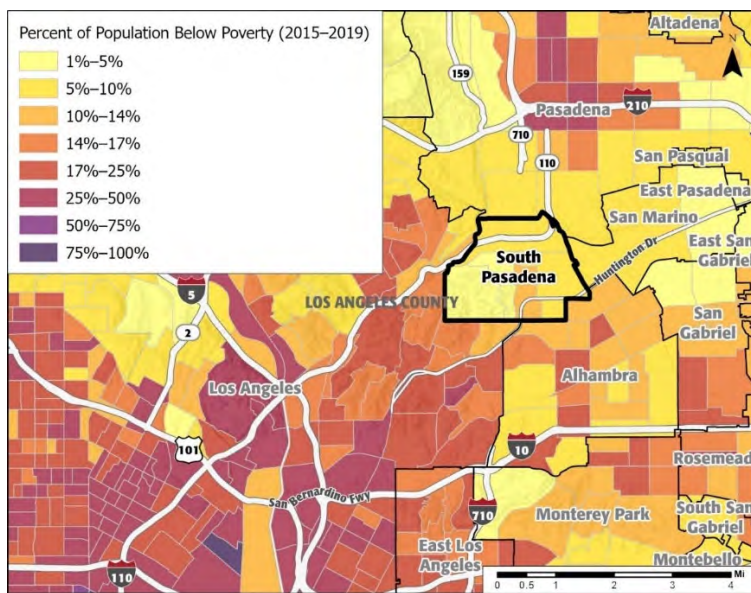 Percent of Population Below Poverty (2015–2019)
1%–5%
5%–10%
10%–14%
14%–17%
17%–25%
25%–50%
50%–75%
75%–100%
Altadena
N
159
Pasadena
210
710
110
San Pasqual
East Pasadena
San Marino
South
Pasadena
Huntington Dr
East San
Gabriel
5
LOS ANGELES COUNTY
2
San
Gabriel
Los Angeles
Alhambra
101
10
Rosemead
San Bernardino Fwy
710
Monterey Park
South San
Gabriel
East Los
Angeles
Montebello
110
Mi
0 0.5 1 2 3 4